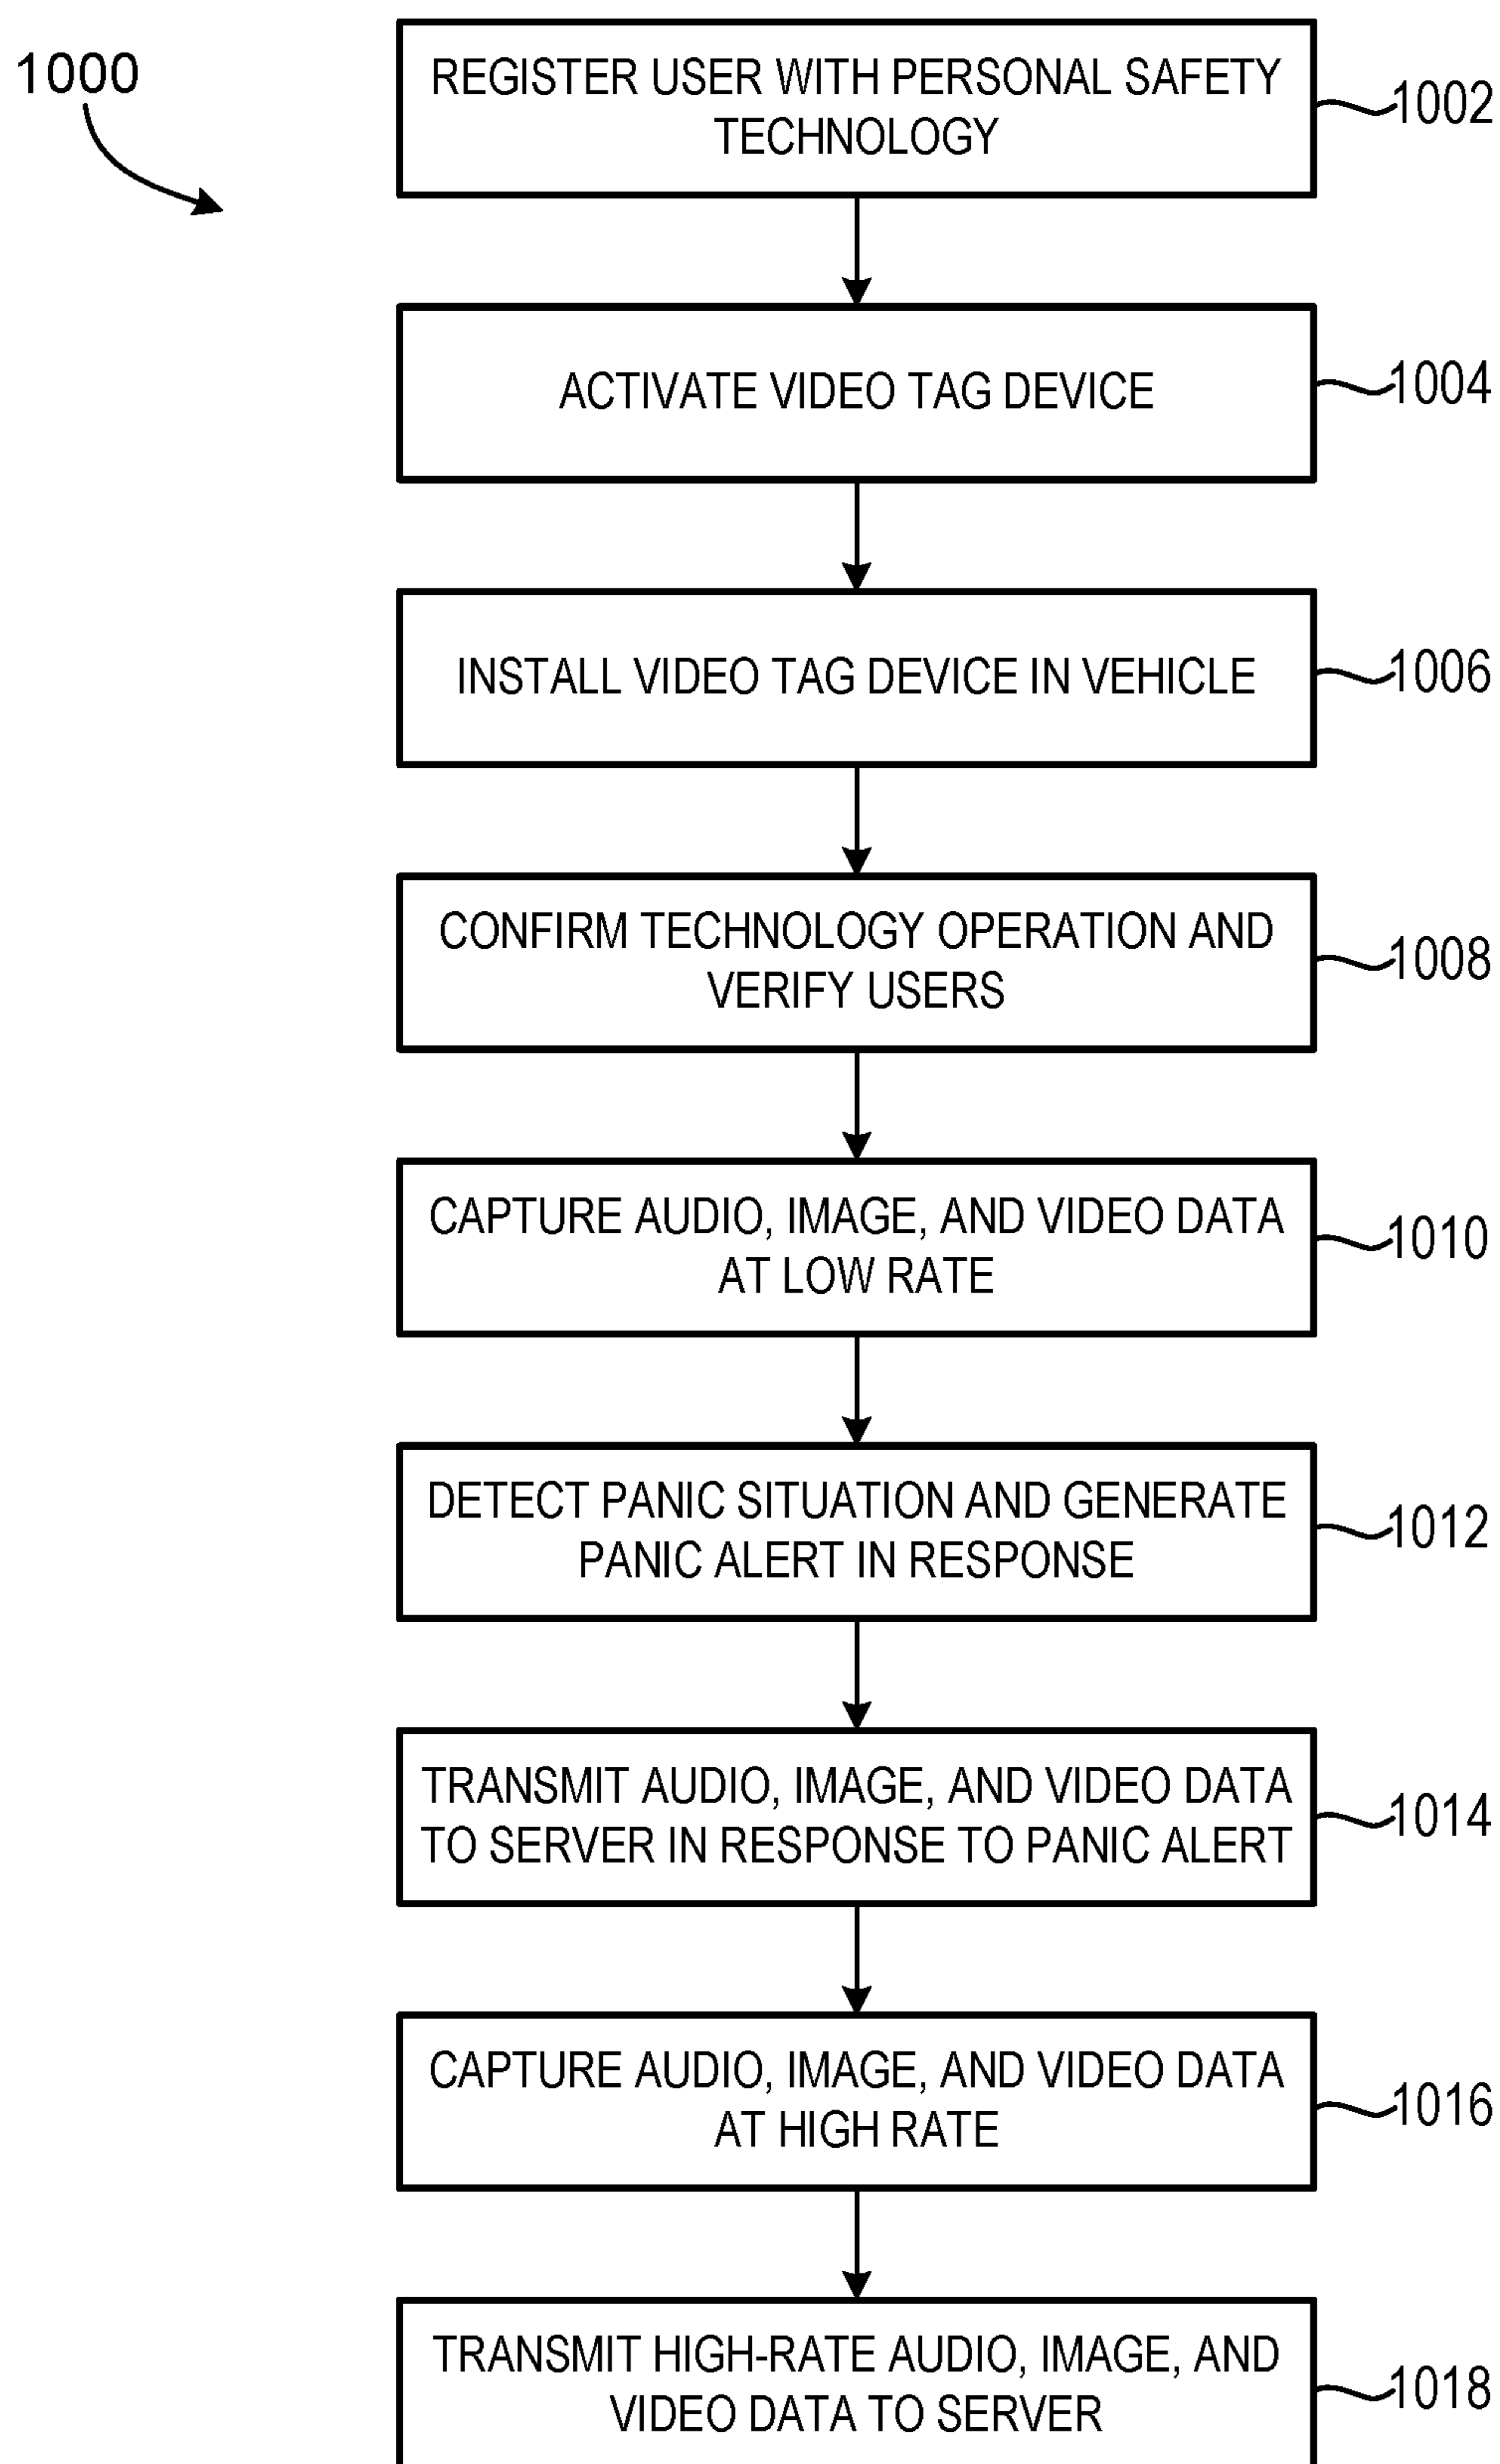 1000
REGISTER USER WITH PERSONAL SAFETY
TECHNOLOGY
1002
ACTIVATE VIDEO TAG DEVICE
1004
INSTALL VIDEO TAG DEVICE IN VEHICLE
1006
CONFIRM TECHNOLOGY OPERATION AND
VERIFY USERS
1008
CAPTURE AUDIO, IMAGE, AND VIDEO DATA
AT LOW RATE
1010
DETECT PANIC SITUATION AND GENERATE
PANIC ALERT IN RESPONSE
1012
TRANSMIT AUDIO, IMAGE, AND VIDEO DATA
TO SERVER IN RESPONSE TO PANIC ALERT
1014
CAPTURE AUDIO, IMAGE, AND VIDEO DATA
AT HIGH RATE
1016
TRANSMIT HIGH-RATE AUDIO, IMAGE, AND
VIDEO DATA TO SERVER
1018